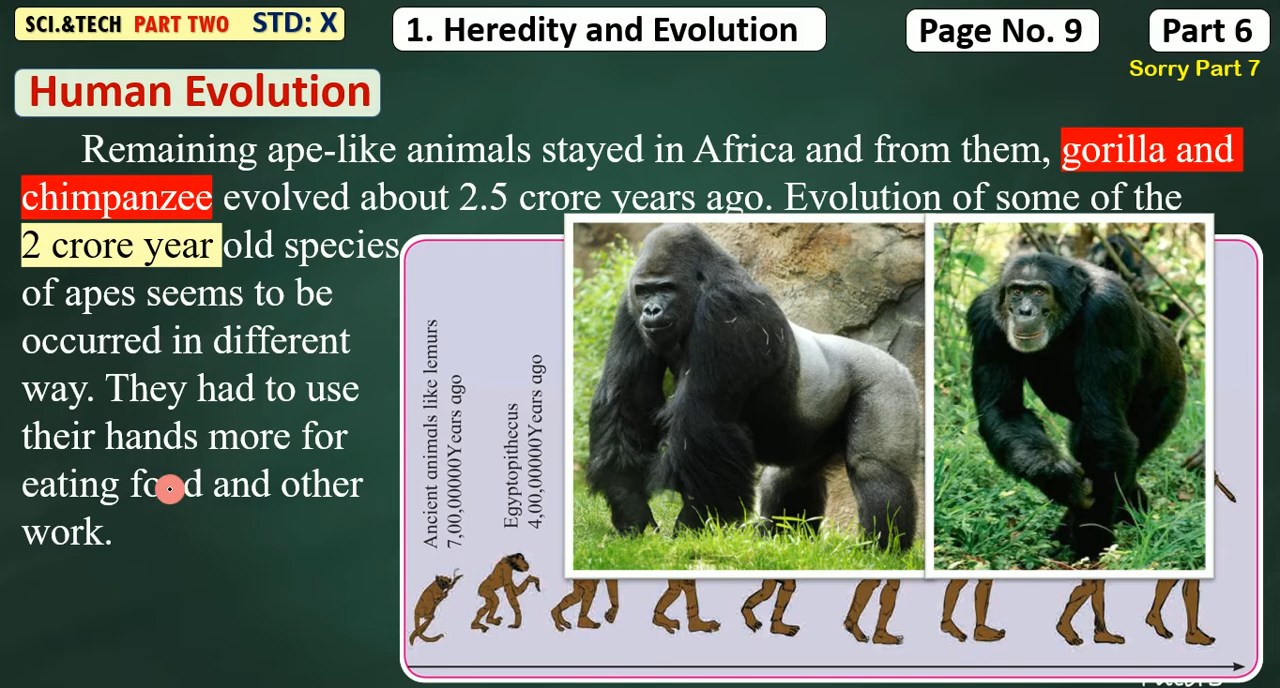 SCI.&TECH PART TWO STD: X
1. Heredity and Evolution
Page No. 9
Part 6
Sorry Part 7
Human Evolution
Remaining ape-like animals stayed in Africa and from them, gorilla and
chimpanzee evolved about 2.5 crore years ago. Evolution of some of the
2 crore year old species
of apes seems to be
occurred in different
way. They had to use
their hands more for
eating food and other
work.
Ancient animals like lemurs
7,00,00000Years ago
Egyptopithecus
4,00,00000Years ago